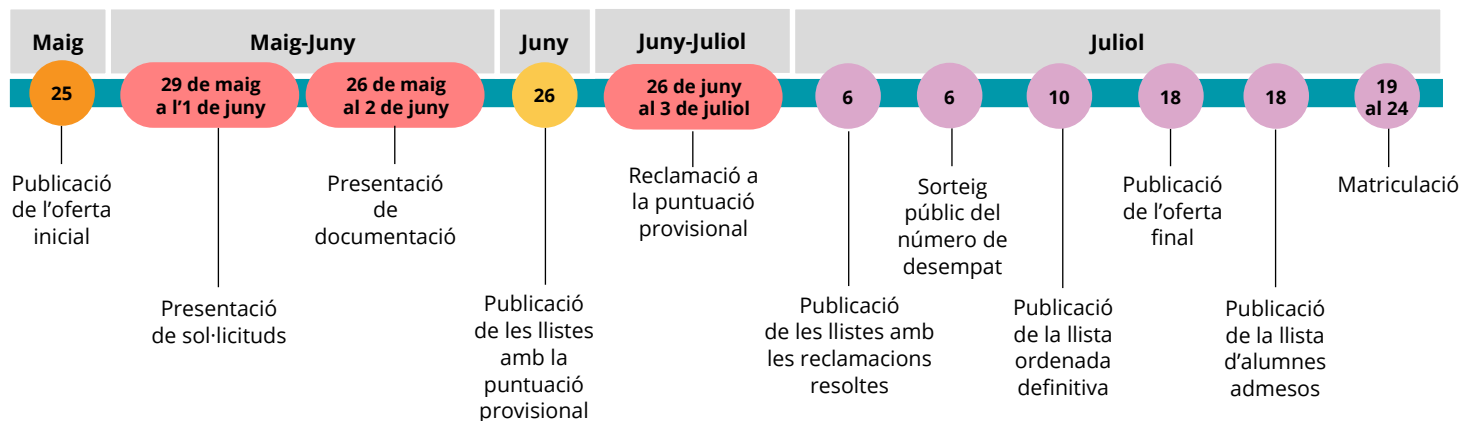 Maig
Maig-Juny
Juny
Juny-Juliol
Juliol
25
29 de maig
a l'1 de juny
26 de maig
al 2 de juny
26
26 de juny
al 3 de juliol
6
6
10
18
18
19
al 24
Publicació
de l'oferta
inicial
Presentació
de sol·licituds
Presentació
de
documentació
Publicació
de les llistes
amb la
puntuació
provisional
Reclamació a
la puntuació
provisional
Publicació
de les llistes amb
les reclamacions
resoltes
Sorteig
públic del
número de
desempat
Publicació
de la llista
ordenada
definitiva
Publicació
de l'oferta
final
Publicació
de la llista
d'alumnes
admesos
Matriculació